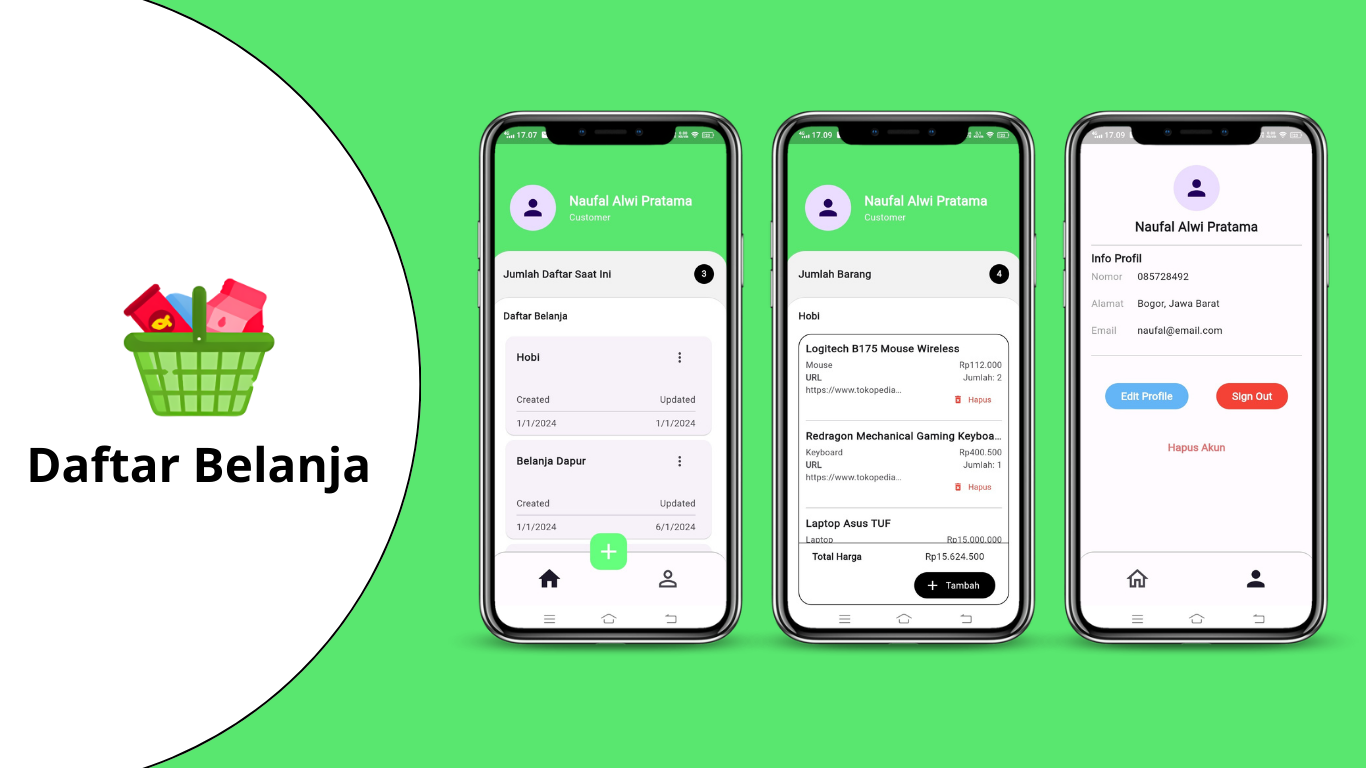 Daftar Belanja
17.07
Naufal Alwi Pratama
Customer
Jumlah Daftar Saat Ini
3
Daftar Belanja
Hobi
Created
Updated
1/1/2024
1/1/2024
Belanja Dapur
Created
Updated
1/1/2024
6/1/2024
17.09
Naufal Alwi Pratama
Customer
Jumlah Barang
4
Hobi
Logitech B175 Mouse Wireless
Mouse
Rp112.000
URL
Jumlah: 2
https://www.tokopedia...
Hapus
Redragon Mechanical Gaming Keyboa...
Keyboard
Rp400.500
URL
Jumlah: 1
https://www.tokopedia...
Hapus
Laptop Asus TUF
Laptop
Rp15.000.000
Total Harga
Rp15.624.500
Tambah
17.09
Naufal Alwi Pratama
Info Profil
Nomor 085728492
Alamat Bogor, Jawa Barat
Email naufal@email.com
Edit Profile
Sign Out
Hapus Akun